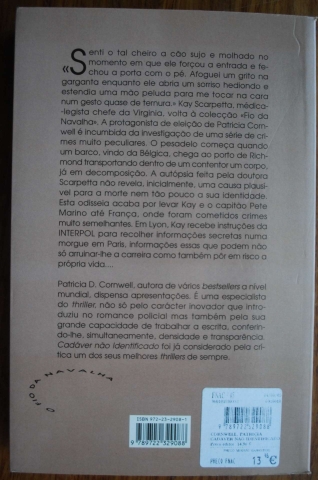 «Senti o tal cheiro a cão sujo e molhado no
momento em que ele forçou a entrada e fe-
chou a porta com o pé. Afoguei um grito na
garganta enquanto ele abria um sorriso hediondo e
estendia uma mão peluda para me tocar na cara
num gesto quase de ternura.» Kay Scarpetta, médico-
-legista chefe da Virgínia, volta à colecção «Fio da
Navalha». A protagonista de eleição de Patricia Corn-
well é incumbida da investigação de uma série de cri-
mes muito peculiares. O pesadelo começa quando
um barco, vindo da Bélgica, chega ao porto de Rich-
mond transportando dentro de um contentor um corpo,
já em decomposição. A autópsia feita pela doutora
Scarpetta não revela, inicialmente, uma causa plausí-
vel para a morte nem tão pouco a sua identidade.
Esta odisseia acaba por levar Kay e o capitão Pete
Marino até França, onde foram cometidos crimes
muito semelhantes. Em Lyon, Kay recebe instruções da
INTERPOL para recolher informações secretas numa
morgue em Paris, informações essas que podem não
só arruinar-lhe a carreira como também pôr em risco a
própria vida....
Patricia D. Cornwell, autora de vários bestsellers a nível
mundial, dispensa apresentações. É uma especialista
do thriller, não só pelo carácter inovador que intro-
duziu no romance policial mas também pela sua
grande capacidade de trabalhar a escrita, conferin-
do-lhe, simultaneamente, densidade e transparência.
Cadáver não Identificado foi já considerado pela crí-
tica um dos seus melhores thrillers de sempre.
O FIO DA NAVALHA
ISBN 972-23-2908-1
9 789722 329088
9 789722 329088
PREÇO FNAC
13